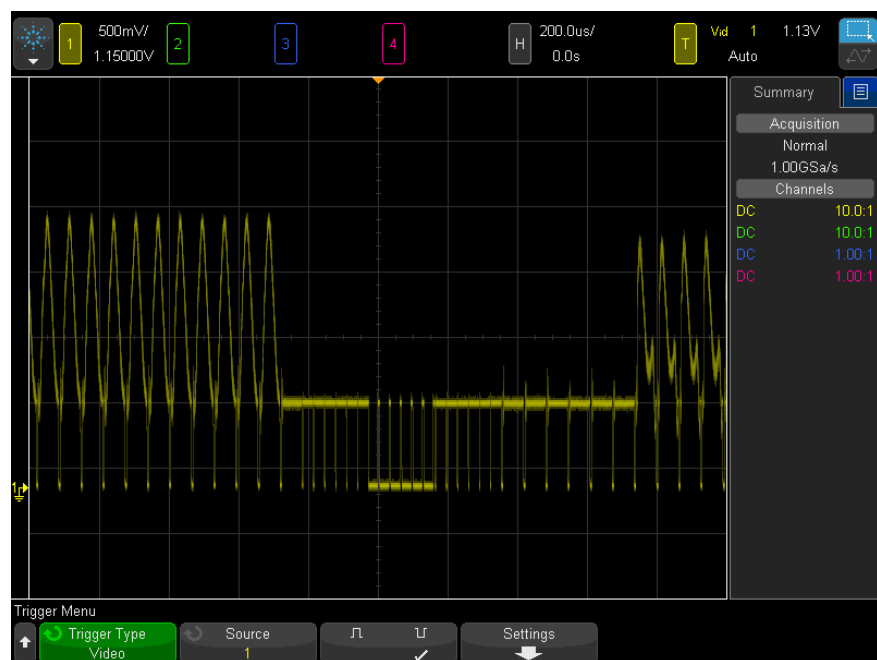 1 500mV/ 2 3 4 H 200.0us/ T Vid 1 1.13V
1.15000V 0.0s Auto
Summary
Acquisition
Normal
1.00GSa/s
Channels
DC 10.0:1
DC 10.0:1
DC 1.00:1
DC 1.00:1
1
Trigger Menu
Trigger Type Source Settings
Video 1